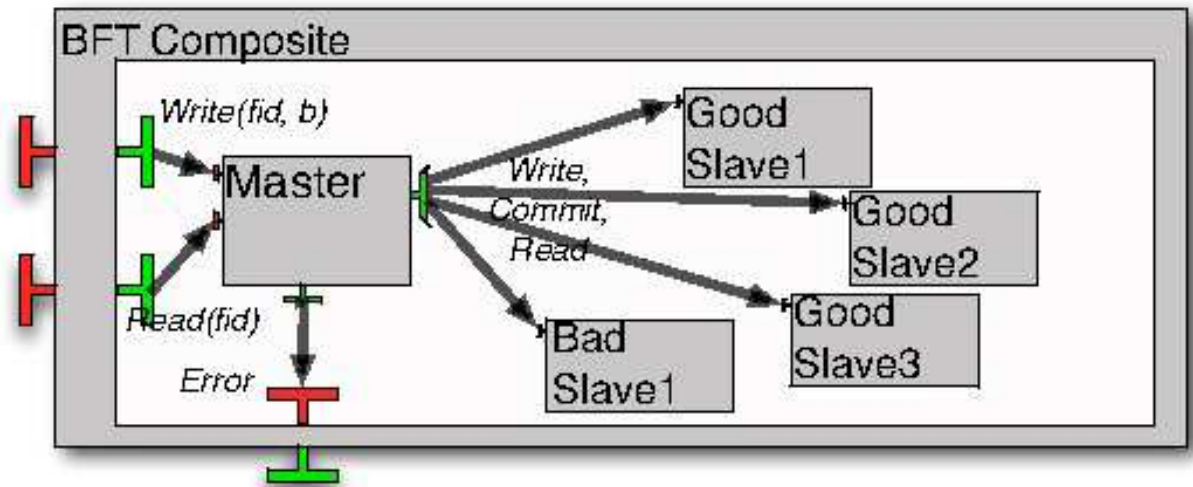 BFT Composite
Write(fid, b)
Master
Read(fid)
Error
Write,
Commit,
Read
Good
Slave1
Good
Slave2
Good
Slave3
Bad
Slave1